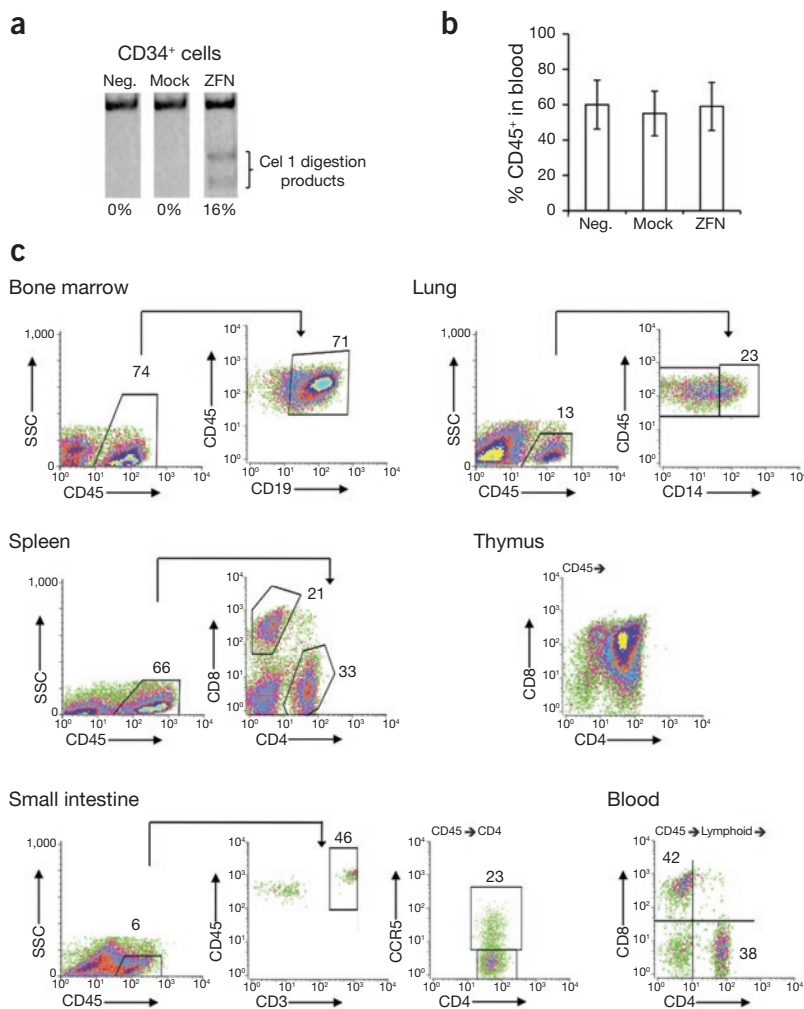 a
CD34+ cells
Neg. Mock ZFN
Cel 1 digestion
products
0% 0% 16%
b
% CD45+ in blood
100
80
60
40
20
0
Neg. Mock ZFN
c
Bone marrow
1,000
SSC
74
10⁰ 10¹ 10² 10³ 10⁴
CD45
10⁴
10³
10²
10¹
10⁰
CD45
71
10⁰ 10¹ 10² 10³ 10⁴
CD19
Lung
1,000
SSC
13
10⁰ 10¹ 10² 10³ 10⁴
CD45
10⁴
10³
10²
10¹
10⁰
CD45
23
10⁰ 10¹ 10² 10³ 10⁴
CD14
Spleen
1,000
SSC
66
10⁰ 10¹ 10² 10³ 10⁴
CD45
10⁴
10³
10²
10¹
10⁰
CD8
21
33
10⁰ 10¹ 10² 10³ 10⁴
CD4
Thymus
CD45
10⁴
10³
10²
10¹
10⁰
CD8
10⁰ 10¹ 10² 10³ 10⁴
CD4
Small intestine
1,000
SSC
6
10⁰ 10¹ 10² 10³ 10⁴
CD45
10⁴
10³
10²
10¹
10⁰
CD45
46
10⁰ 10¹ 10² 10³ 10⁴
CD3
CD45 → CD4
10⁴
10³
10²
10¹
10⁰
CCR5
23
10⁰ 10¹ 10² 10³ 10⁴
CD4
Blood
CD45 → Lymphoid →
10⁴
10³
10²
10¹
10⁰
CD8
42
38
10⁰ 10¹ 10² 10³ 10⁴
CD4